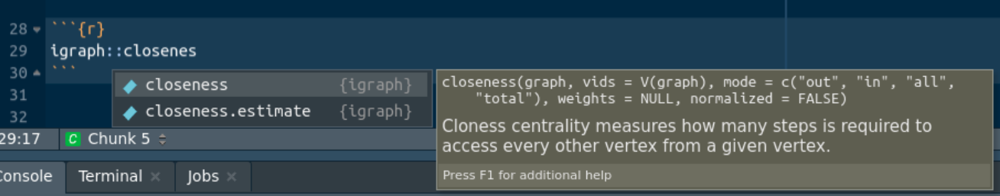 28 ```{r}
29 igraph::closenes
30 ```
31
32
closeness {igraph}
closeness.estimate {igraph}
closeness(graph, vids = V(graph), mode = c("out", "in", "all",
"total"), weights = NULL, normalized = FALSE)
Cloness centrality measures how many steps is required to
access every other vertex from a given vertex.
Press F1 for additional help
29:17 C Chunk 5
Console Terminal × Jobs ×